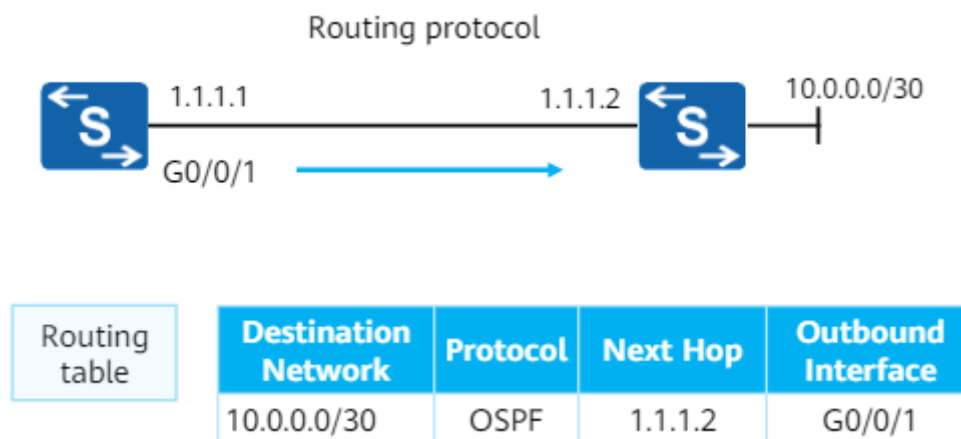 Routing protocol
1.1.1.1
1.1.1.2
10.0.0.0/30
S
S
G0/0/1
Routing
table
Destination
Network
Protocol
Next Hop
Outbound
Interface
10.0.0.0/30 OSPF 1.1.1.2 G0/0/1